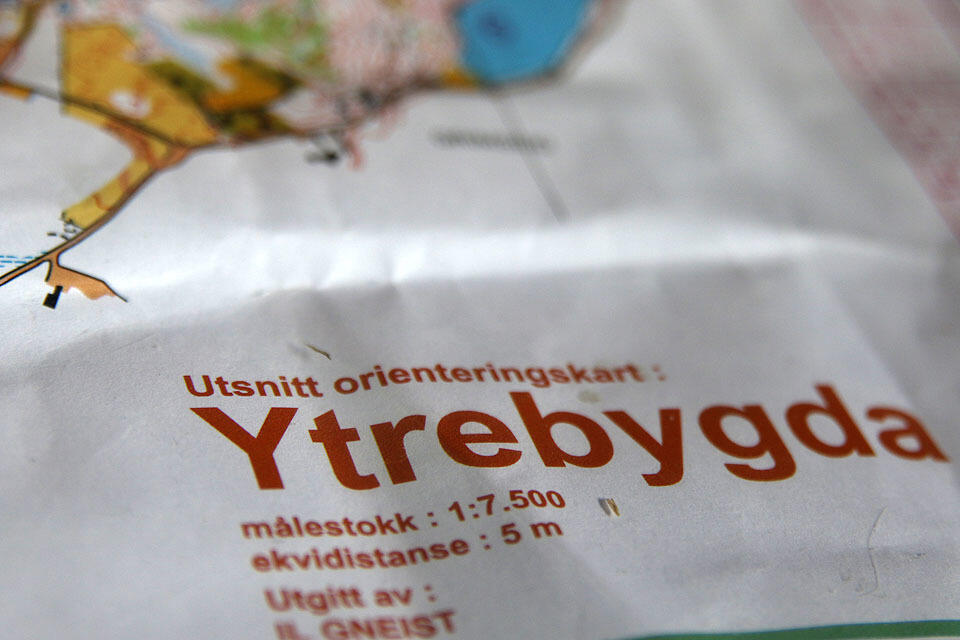 Utsnitt orienteringskart :
Ytrebygda
målestokk : 1:7.500
ekvidistanse : 5 m
Utgitt av :
IL GNEIST